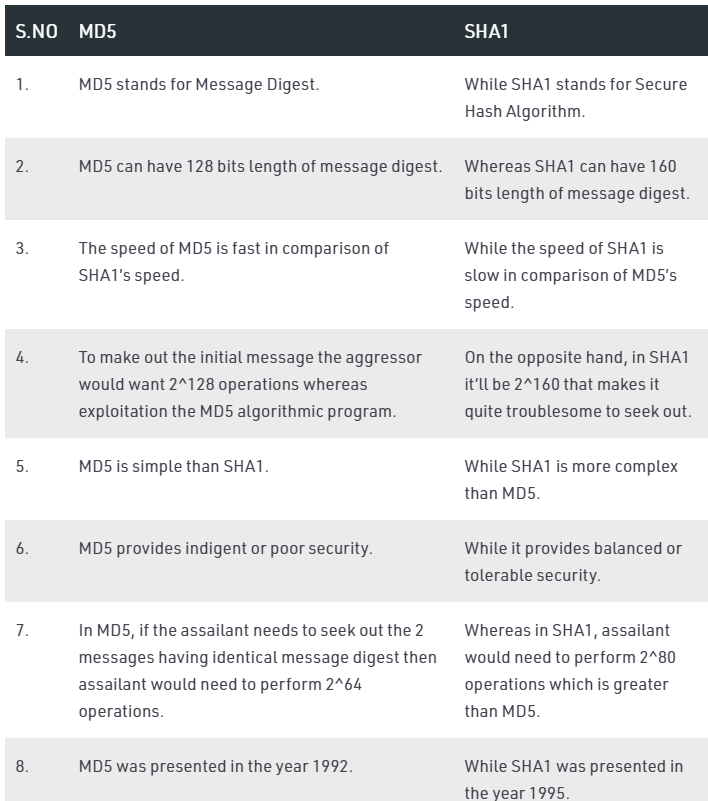 S.NO MD5 SHA1
1. MD5 stands for Message Digest. While SHA1 stands for Secure
Hash Algorithm.
2. MD5 can have 128 bits length of message digest. Whereas SHA1 can have 160
bits length of message digest.
3. The speed of MD5 is fast in comparison of While the speed of SHA1 is
SHA1's speed. slow in comparison of MD5's
speed.
4. To make out the initial message the aggressor On the opposite hand, in SHA1
would want 2^128 operations whereas it'll be 2^160 that makes it
exploitation the MD5 algorithmic program. quite troublesome to seek out.
5. MD5 is simple than SHA1. While SHA1 is more complex
than MD5.
6. MD5 provides indigent or poor security. While it provides balanced or
tolerable security.
7. In MD5, if the assailant needs to seek out the 2 Whereas in SHA1, assailant
messages having identical message digest then would need to perform 2^80
assailant would need to perform 2^64 operations which is greater
operations. than MD5.
8. MD5 was presented in the year 1992. While SHA1 was presented in
the year 1995.